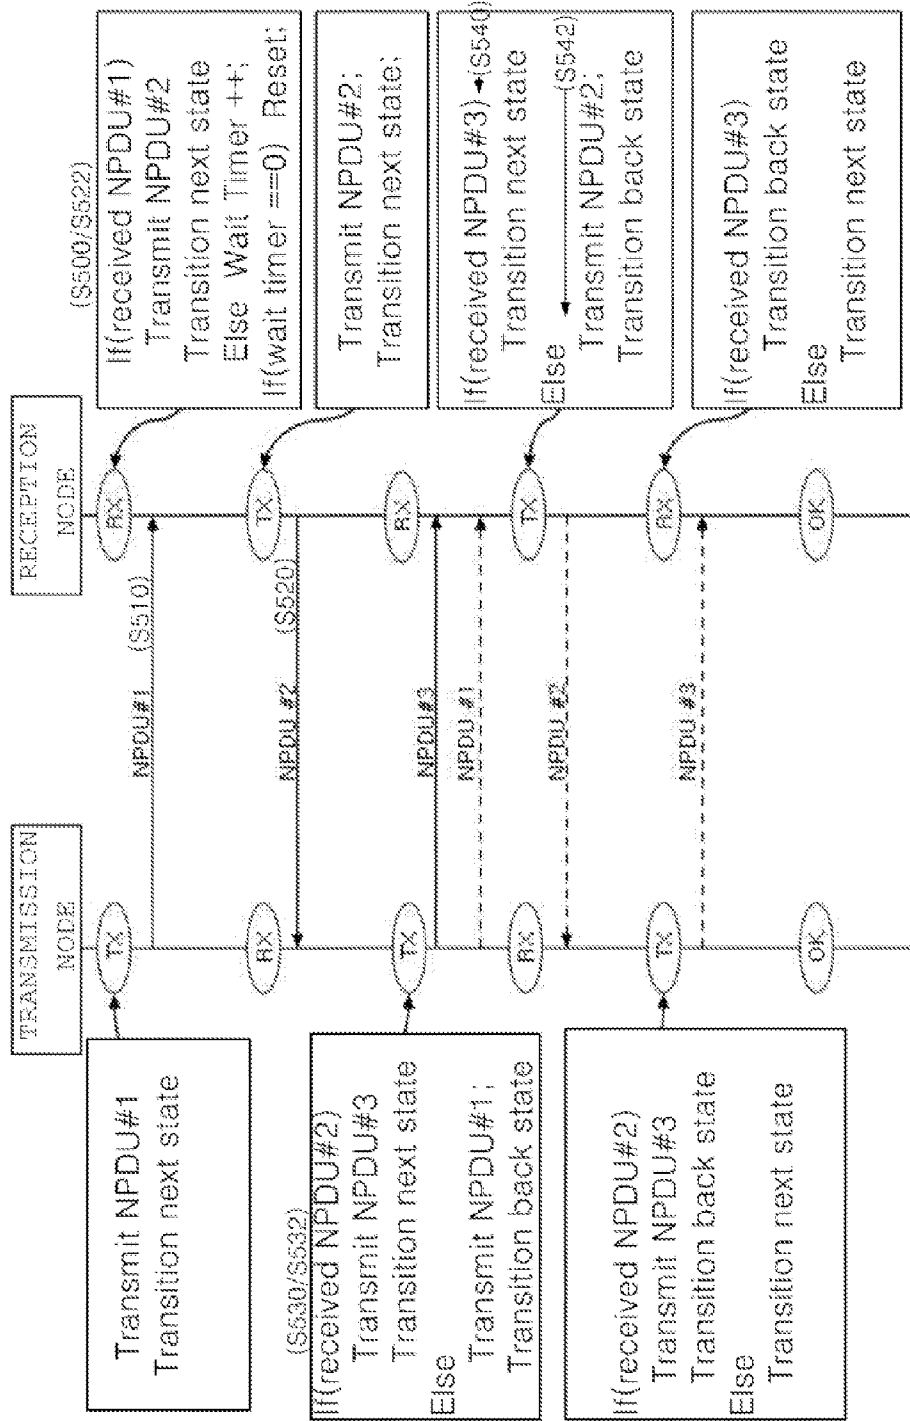 TRANSMISSION
NODE
RECEPTION
NODE
Transmit NPDU#1
Transition next state
(S530/S532)
If(received NPDU#2)
Transmit NPDU#3
Transition next state
Else
Transmit NPDU#1;
Transition back state
If(received NPDU#2)
Transmit NPDU#3
Transition back state
Else
Transition next state
TX
RX
TX
RX
TX
OK
NPDU#1
(S510)
NPDU #2
(S520)
NPDU#3
NPDU #1
NPDU #2
NPDU #3
RX
TX
RX
TX
RX
OK
(S500/S522)
If(received NPDU#1)
Transmit NPDU#2
Transition next state
Else Wait Timer ++;
If(wait timer ==0) Reset;
Transmit NPDU#2;
Transition next state;
If(received NPDU#3) (S540)
Transition next state
Else (S542)
Transmit NPDU#2;
Transition back state
If(received NPDU#3)
Transition back state
Else
Transition next state